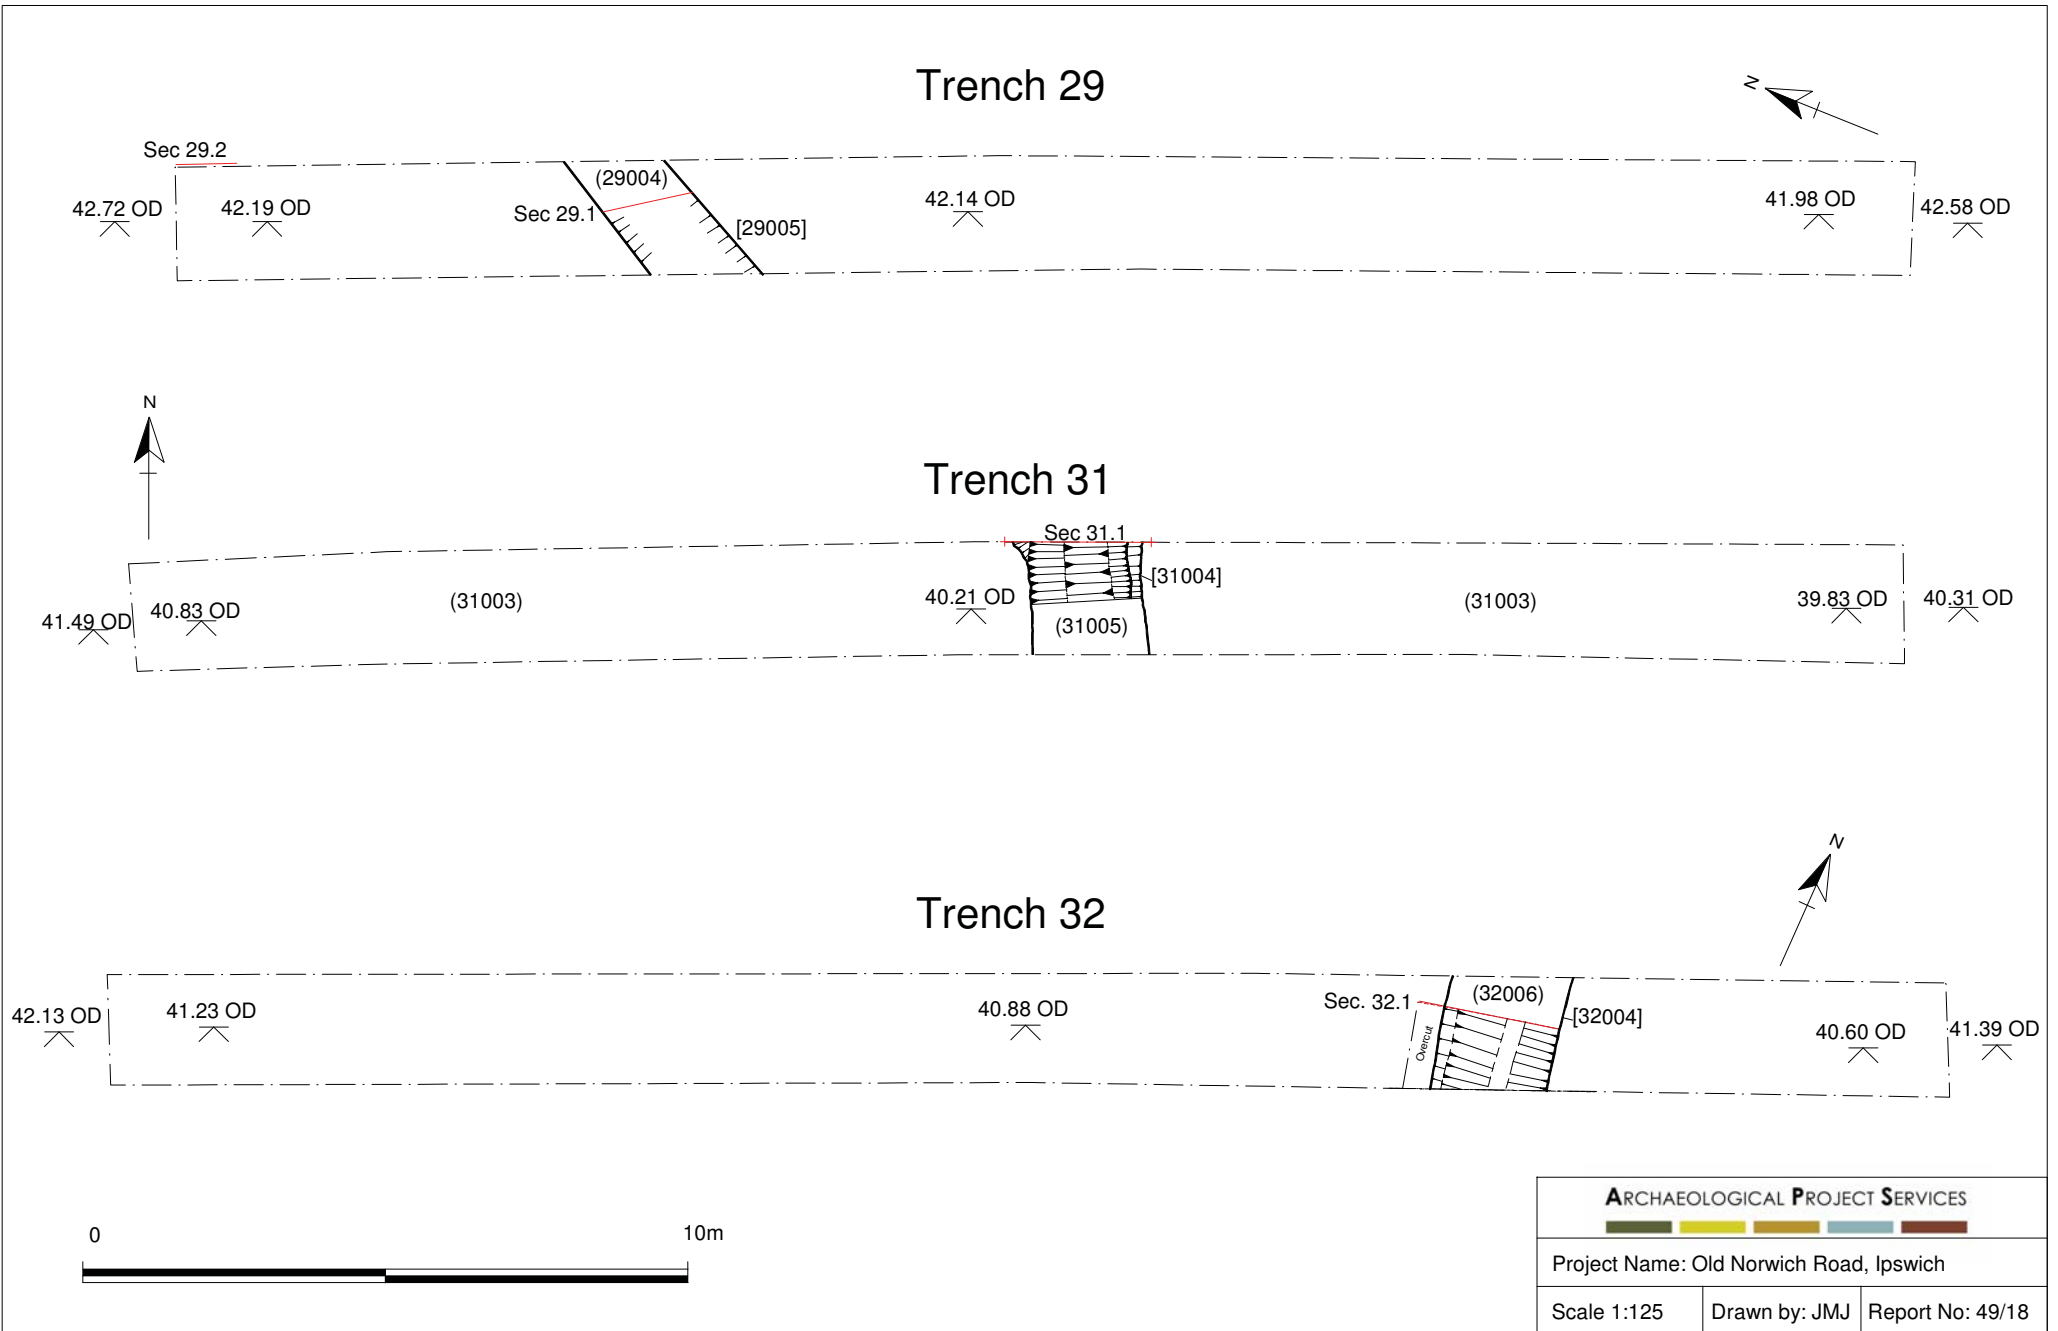 Trench 29
N
Sec 29.2
(29004)
42.72 OD
42.19 OD
Sec 29.1
[29005]
42.14 OD
41.98 OD
42.58 OD
N
Trench 31
Sec 31.1
[31004]
41.49 OD
40.83 OD
(31003)
40.21 OD
(31005)
(31003)
39.83 OD
40.31 OD
N
Trench 32
42.13 OD
41.23 OD
40.88 OD
Sec. 32.1
(32006)
[32004]
Overcut
40.60 OD
41.39 OD
0
10m
ARCHAEOLOGICAL PROJECT SERVICES
Project Name: Old Norwich Road, Ipswich
Scale 1:125
Drawn by: JMJ
Report No: 49/18